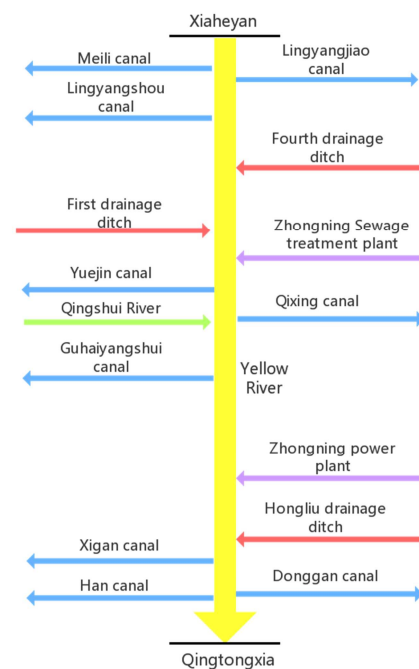 Xiaheyan
Meili canal
Lingyangjiao
canal
Lingyangshou
canal
Fourth drainage
ditch
First drainage
ditch
Zhongning Sewage
treatment plant
Yuejin canal
Qingshui River
Qixing canal
Guhaiyangshui
canal
Yellow
River
Zhongning power
plant
Hongliu drainage
ditch
Xigan canal
Donggan canal
Han canal
Qingtongxia